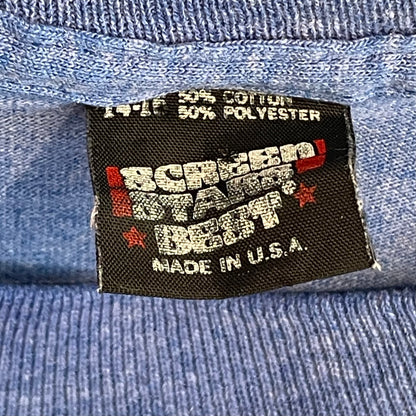 14-16 50% COTTON
50% POLYESTER
SCREEN
STARS
BEST®
MADE IN U.S.A.